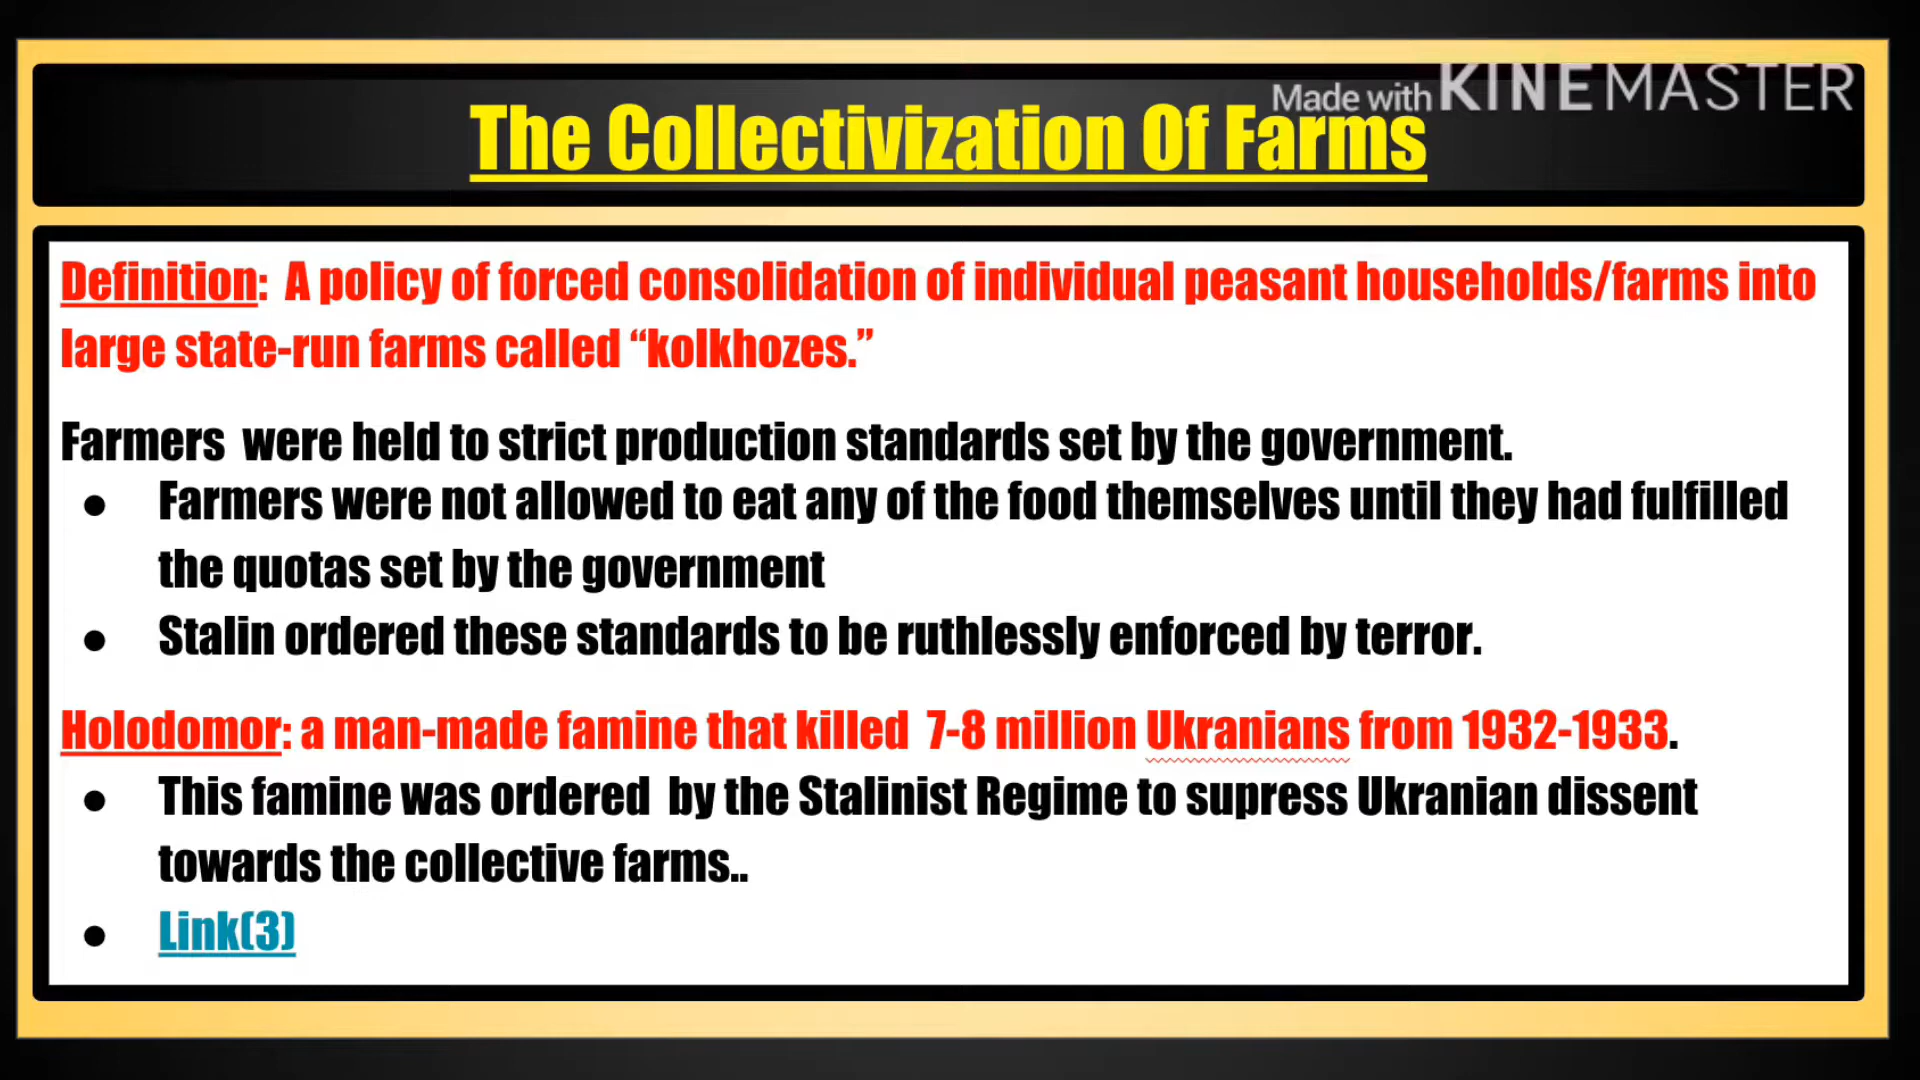 Made with KINEMASTER
The Collectivization Of Farms
Definition:  A policy of forced consolidation of individual peasant households/farms into
large state-run farms called “kolkhozes.”
Farmers  were held to strict production standards set by the government.
● Farmers were not allowed to eat any of the food themselves until they had fulfilled
the quotas set by the government
● Stalin ordered these standards to be ruthlessly enforced by terror.
Holodomor: a man-made famine that killed  7-8 million Ukranians from 1932-1933.
● This famine was ordered  by the Stalinist Regime to supress Ukranian dissent
towards the collective farms..
● Link(3)